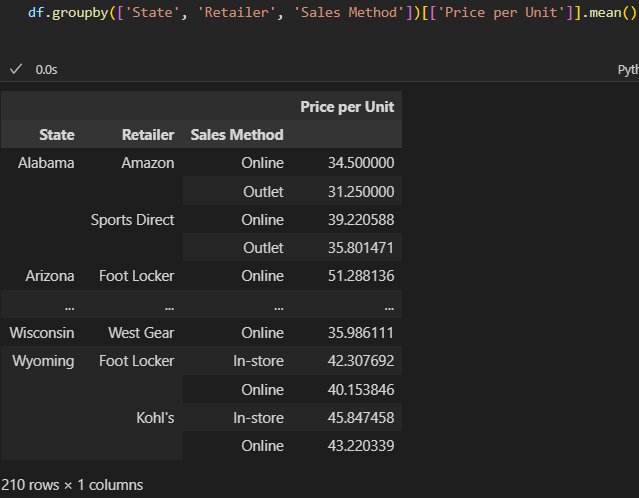 df.groupby(['State', 'Retailer', 'Sales Method'])[['Price per Unit']].mean()
0.0s
Price per Unit
State Retailer Sales Method
Alabama Amazon Online 34.500000
Outlet 31.250000
Sports Direct Online 39.220588
Outlet 35.801471
Arizona Foot Locker Online 51.288136
... ... ... ...
Wisconsin West Gear Online 35.986111
Wyoming Foot Locker In-store 42.307692
Online 40.153846
Kohl's In-store 45.847458
Online 43.220339
210 rows × 1 columns